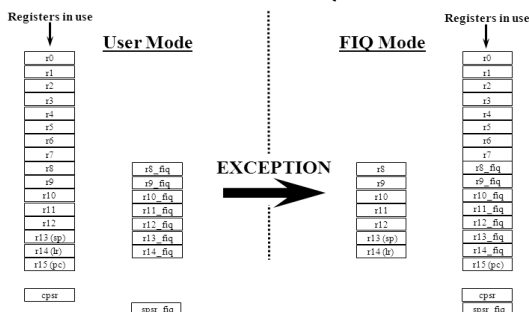 Registers in use
User Mode
FIQ Mode
Registers in use
r0
r1
r2
r3
r4
r5
r6
r7
r8
r9
r10
r11
r12
r13 (sp)
r14 (lr)
r15 (pc)
cpsr
r8_fiq
r9_fiq
r10_fiq
r11_fiq
r12_fiq
r13_fiq
r14_fiq
spsr_fiq
EXCEPTION
r8
r9
r10
r11
r12
r13 (sp)
r14 (lr)
r0
r1
r2
r3
r4
r5
r6
r7
r8_fiq
r9_fiq
r10_fiq
r11_fiq
r12_fiq
r13_fiq
r14_fiq
r15 (pc)
cpsr
spsr_fiq